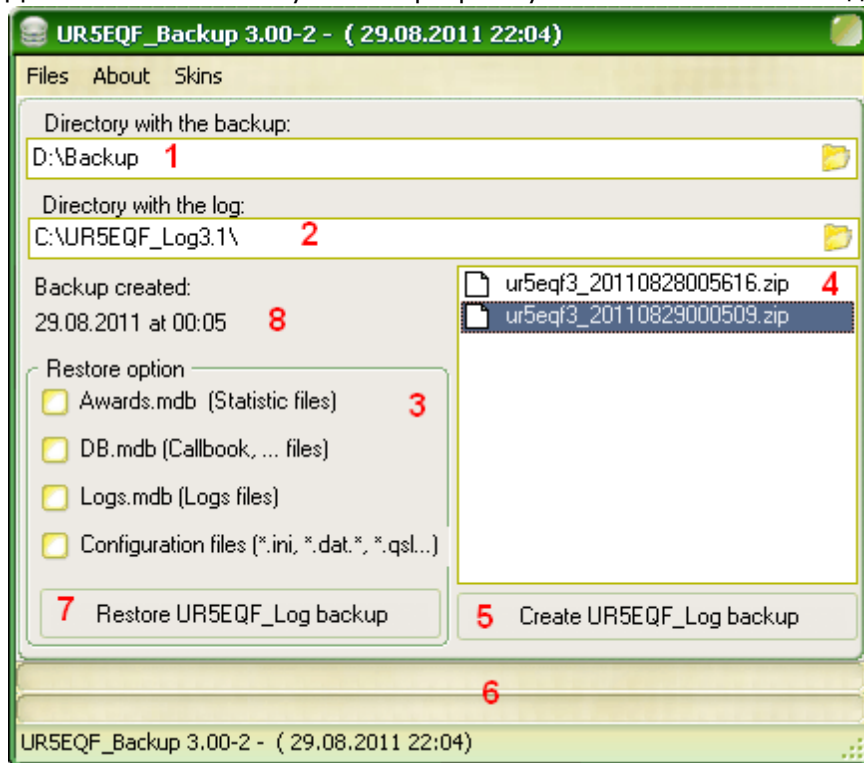 UR5EQF_Backup 3.00-2 - ( 29.08.2011 22:04)
Files About Skins
Directory with the backup:
D:\Backup 1
Directory with the log:
C:\UR5EQF_Log3.1\ 2
Backup created:
29.08.2011 at 00:05 8
ur5eqf3_20110828005616.zip 4
ur5eqf3_20110829000509.zip
Restore option
Awards.mdb (Statistic files) 3
DB.mdb (Callbook, ... files)
Logs.mdb (Logs files)
Configuration files (*.ini, *.dat.*, *.qsl...)
7 Restore UR5EQF_Log backup
5 Create UR5EQF_Log backup
6
UR5EQF_Backup 3.00-2 - ( 29.08.2011 22:04)